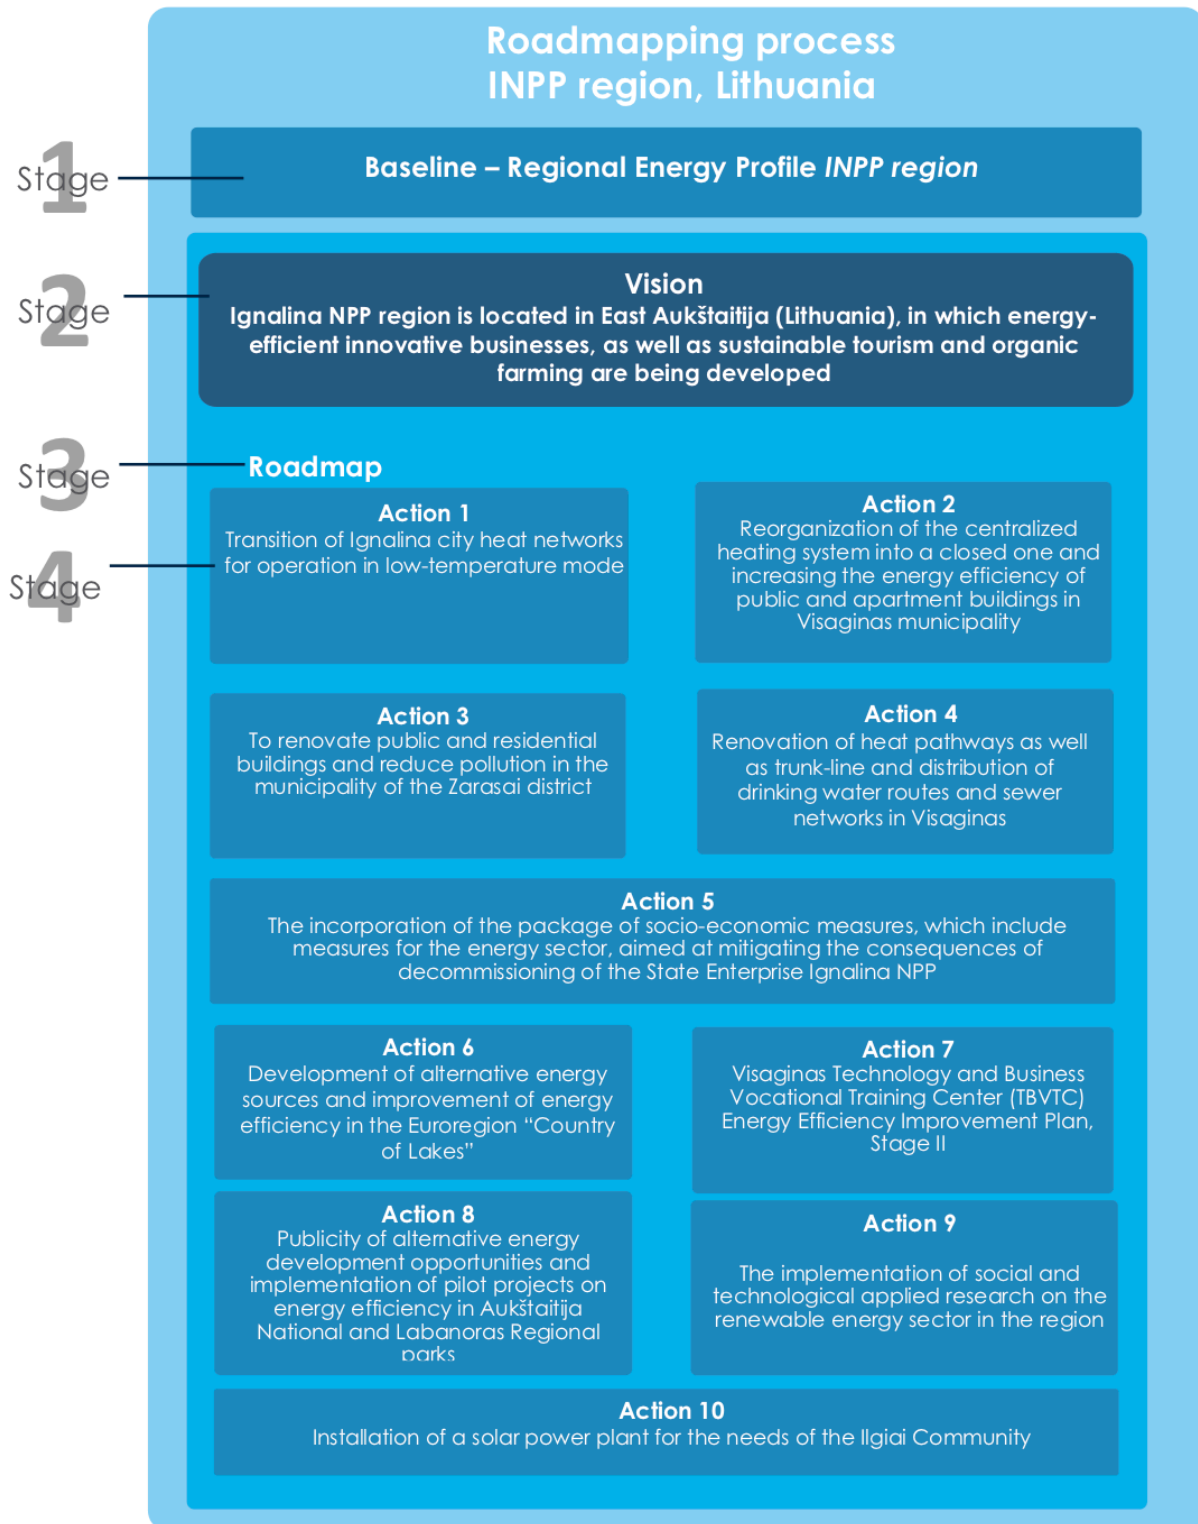 Roadmapping process
INPP region, Lithuania
1
Stage
Baseline – Regional Energy Profile INPP region
2
Stage
Vision
Ignalina NPP region is located in East Aukštaitija (Lithuania), in which energy-
efficient innovative businesses, as well as sustainable tourism and organic
farming are being developed
3
Stage
Roadmap
4
Stage
Action 1
Transition of Ignalina city heat networks
for operation in low-temperature mode
Action 2
Reorganization of the centralized
heating system into a closed one and
increasing the energy efficiency of
public and apartment buildings in
Visaginas municipality
Action 3
To renovate public and residential
buildings and reduce pollution in the
municipality of the Zarasai district
Action 4
Renovation of heat pathways as well
as trunk-line and distribution of
drinking water routes and sewer
networks in Visaginas
Action 5
The incorporation of the package of socio-economic measures, which include
measures for the energy sector, aimed at mitigating the consequences of
decommissioning of the State Enterprise Ignalina NPP
Action 6
Development of alternative energy
sources and improvement of energy
efficiency in the Euroregion “Country
of Lakes”
Action 7
Visaginas Technology and Business
Vocational Training Center (TBVTC)
Energy Efficiency Improvement Plan,
Stage II
Action 8
Publicity of alternative energy
development opportunities and
implementation of pilot projects on
energy efficiency in Aukštaitija
National and Labanoras Regional
parks
Action 9
The implementation of social and
technological applied research on the
renewable energy sector in the region
Action 10
Installation of a solar power plant for the needs of the Ilgiai Community